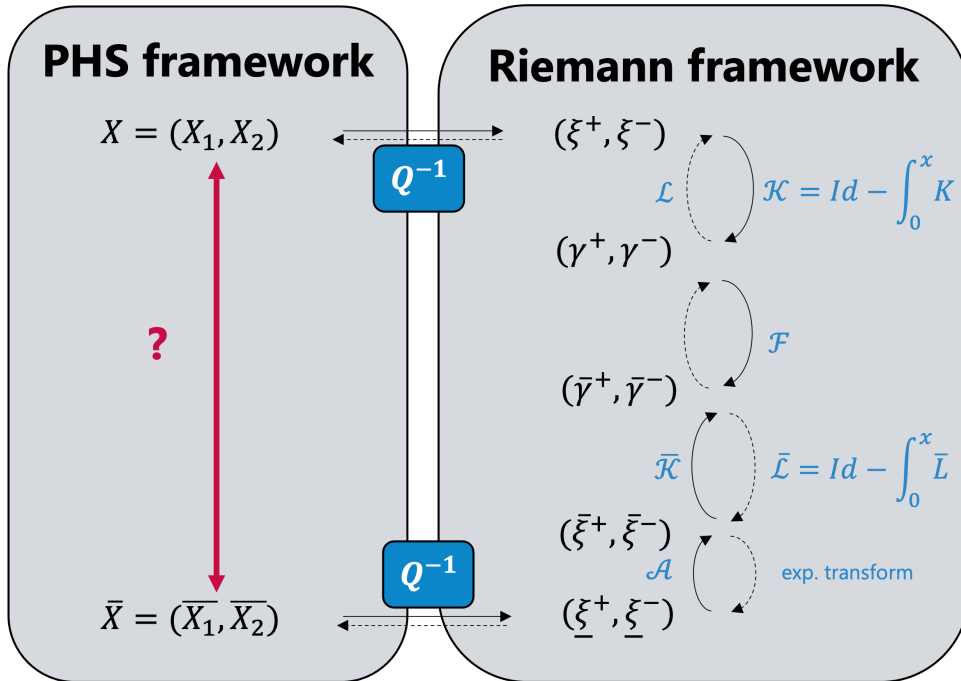 PHS framework
Riemann framework
X = (X₁, X₂)
(ξ⁺, ξ⁻)
Q⁻¹
ℒ
𝒦 = Id − ∫₀ˣ K
(γ⁺, γ⁻)
?
ℱ
(γ̄⁺, γ̄⁻)
𝒦̄
ℒ̄ = Id − ∫₀ˣ L̄
(ξ̄⁺, ξ̄⁻)
Q⁻¹
𝒜
exp. transform
X̄ = (X̄₁, X̄₂)
(ξ̲⁺, ξ̲⁻)